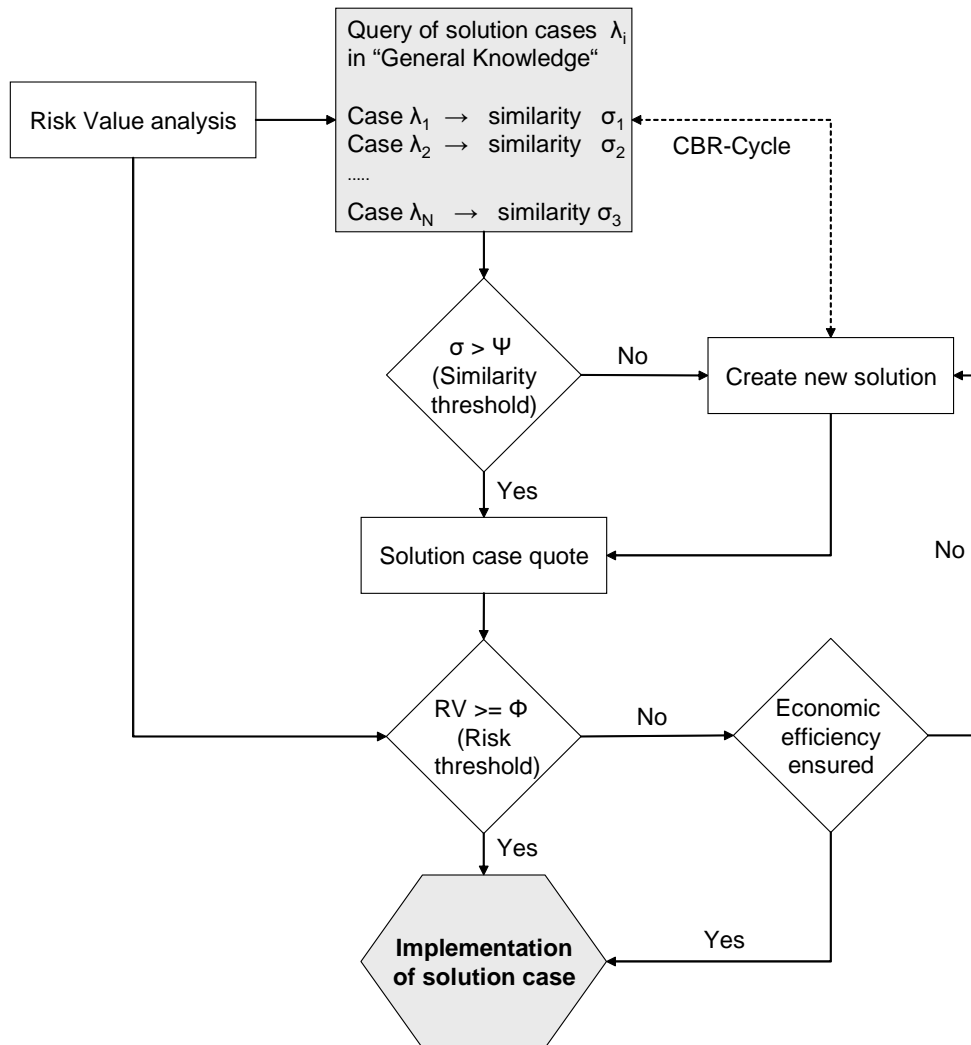 Query of solution cases λi
in “General Knowledge“
Risk Value analysis
Case λ1 → similarity σ1
Case λ2 → similarity σ2
.....
Case λN → similarity σ3
CBR-Cycle
σ > Ψ
(Similarity
threshold)
No
Create new solution
Yes
Solution case quote
No
RV >= Φ
(Risk
threshold)
No
Economic
efficiency
ensured
Yes
Yes
Implementation
of solution case